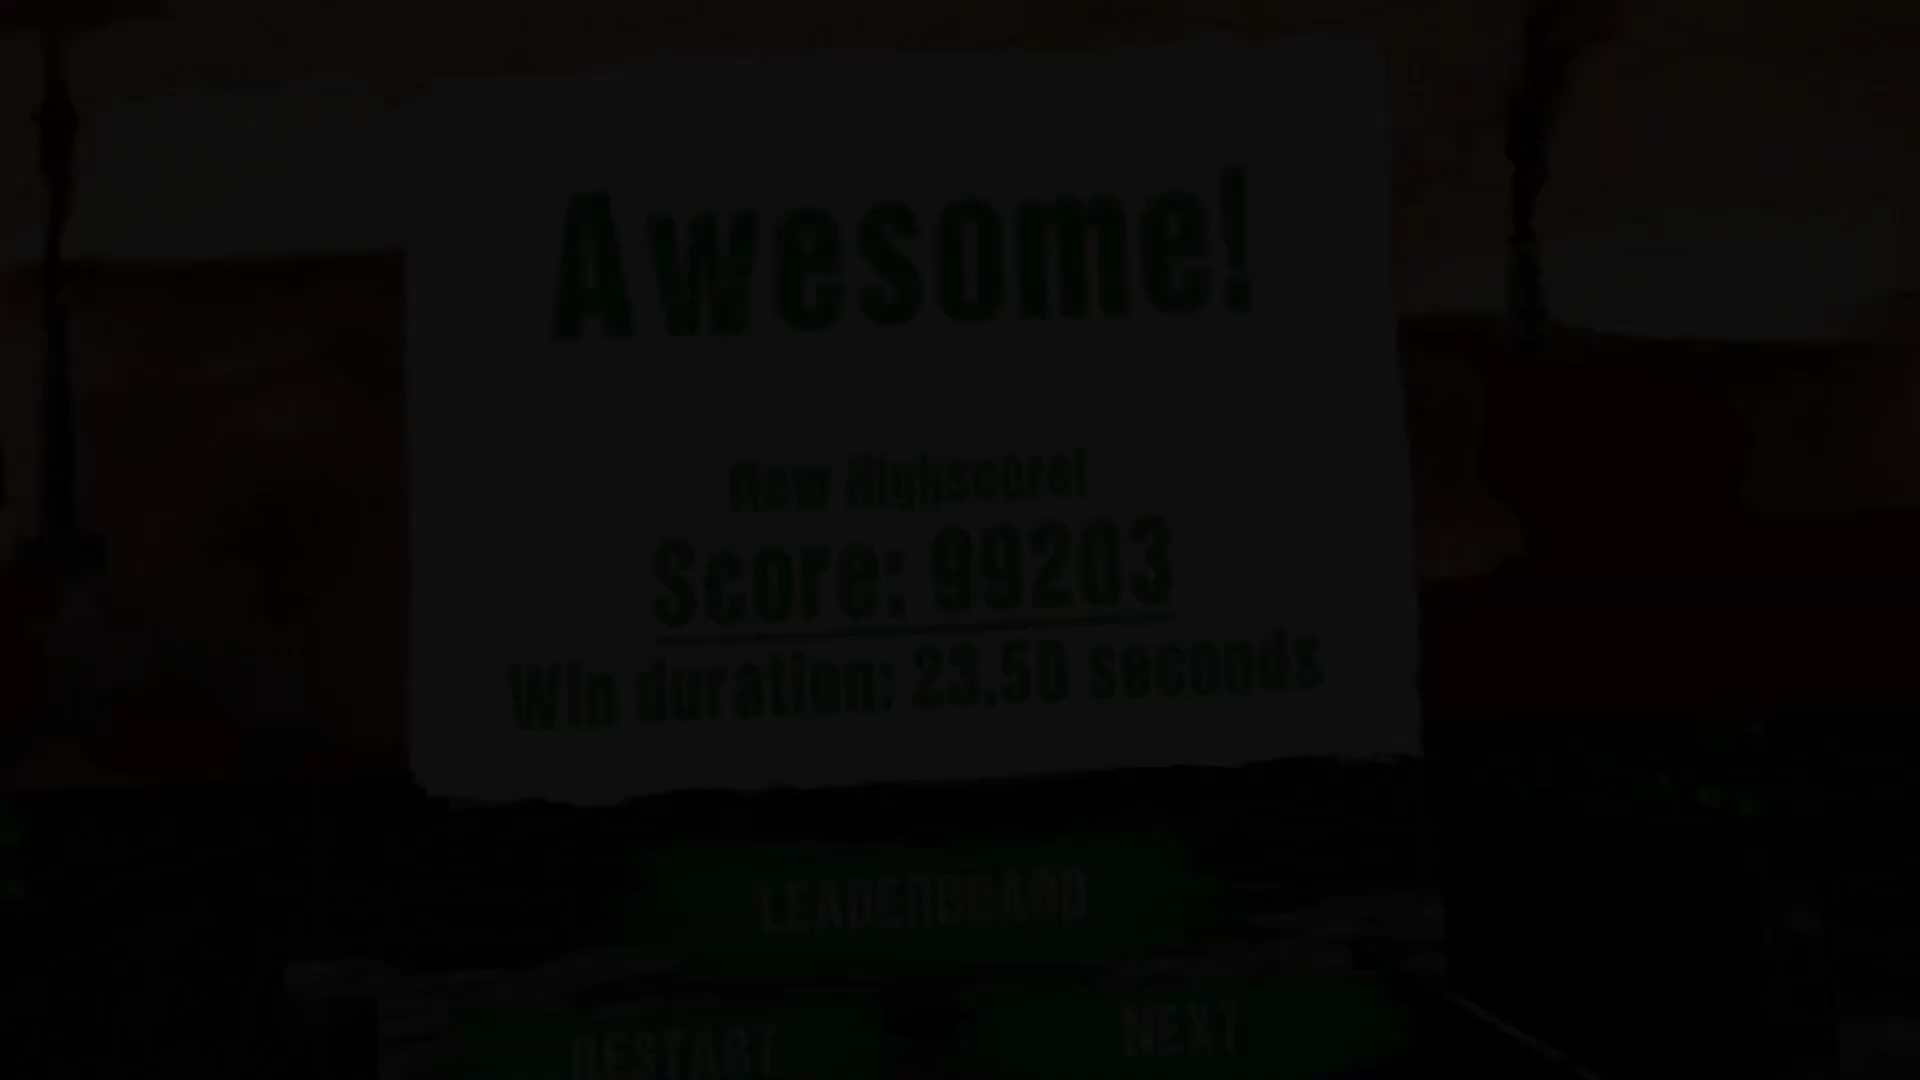 Awesome!
New Highscore!
Score: 99203
Win duration: 23.50 seconds
LEADERBOARD
RESTART
NEXT